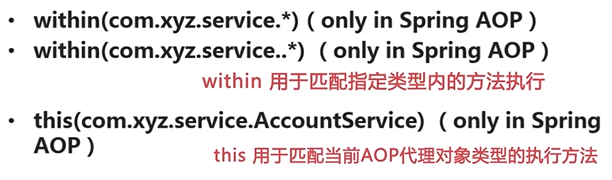 • within(com.xyz.service.*) ( only in Spring AOP )
• within(com.xyz.service..*) ( only in Spring AOP )
within 用于匹配指定类型内的方法执行
• this(com.xyz.service.AccountService) ( only in Spring
AOP )
this 用于匹配当前AOP代理对象类型的执行方法